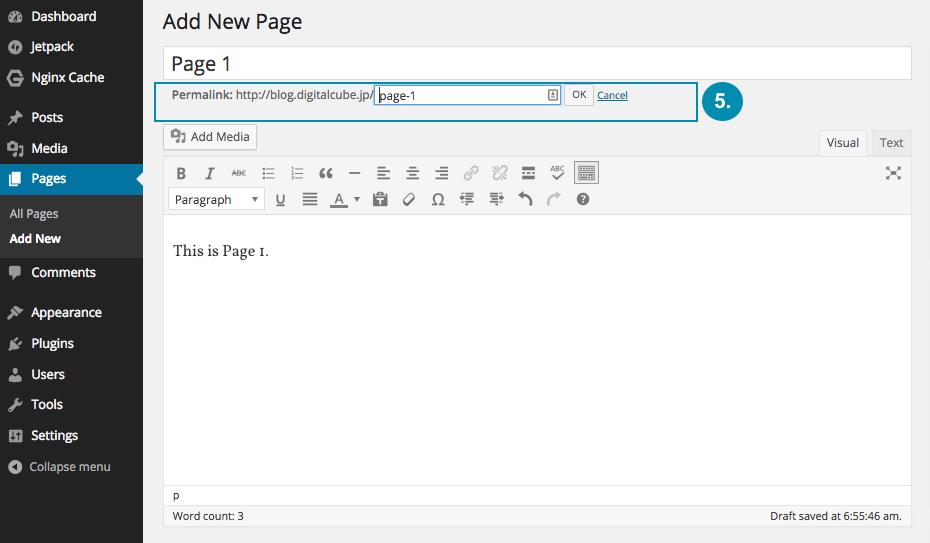 Dashboard
Jetpack
Nginx Cache
Posts
Media
Pages
All Pages
Add New
Comments
Appearance
Plugins
Users
Tools
Settings
Collapse menu
Add New Page
Page 1
Permalink: http://blog.digitalcube.jp/page-1 OK Cancel
5.
Add Media
Visual Text
B I ABC ABC
Paragraph U A Ω ?
This is Page 1.
p
Word count: 3 Draft saved at 6:55:46 am.